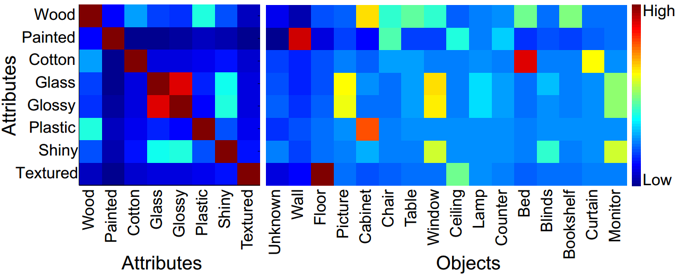 High
Low
Attributes
Wood
Painted
Cotton
Glass
Glossy
Plastic
Shiny
Textured
Wood
Painted
Cotton
Glass
Glossy
Plastic
Shiny
Textured
Unknown
Wall
Floor
Picture
Cabinet
Chair
Table
Window
Ceiling
Lamp
Counter
Bed
Blinds
Bookshelf
Curtain
Monitor
Attributes
Objects